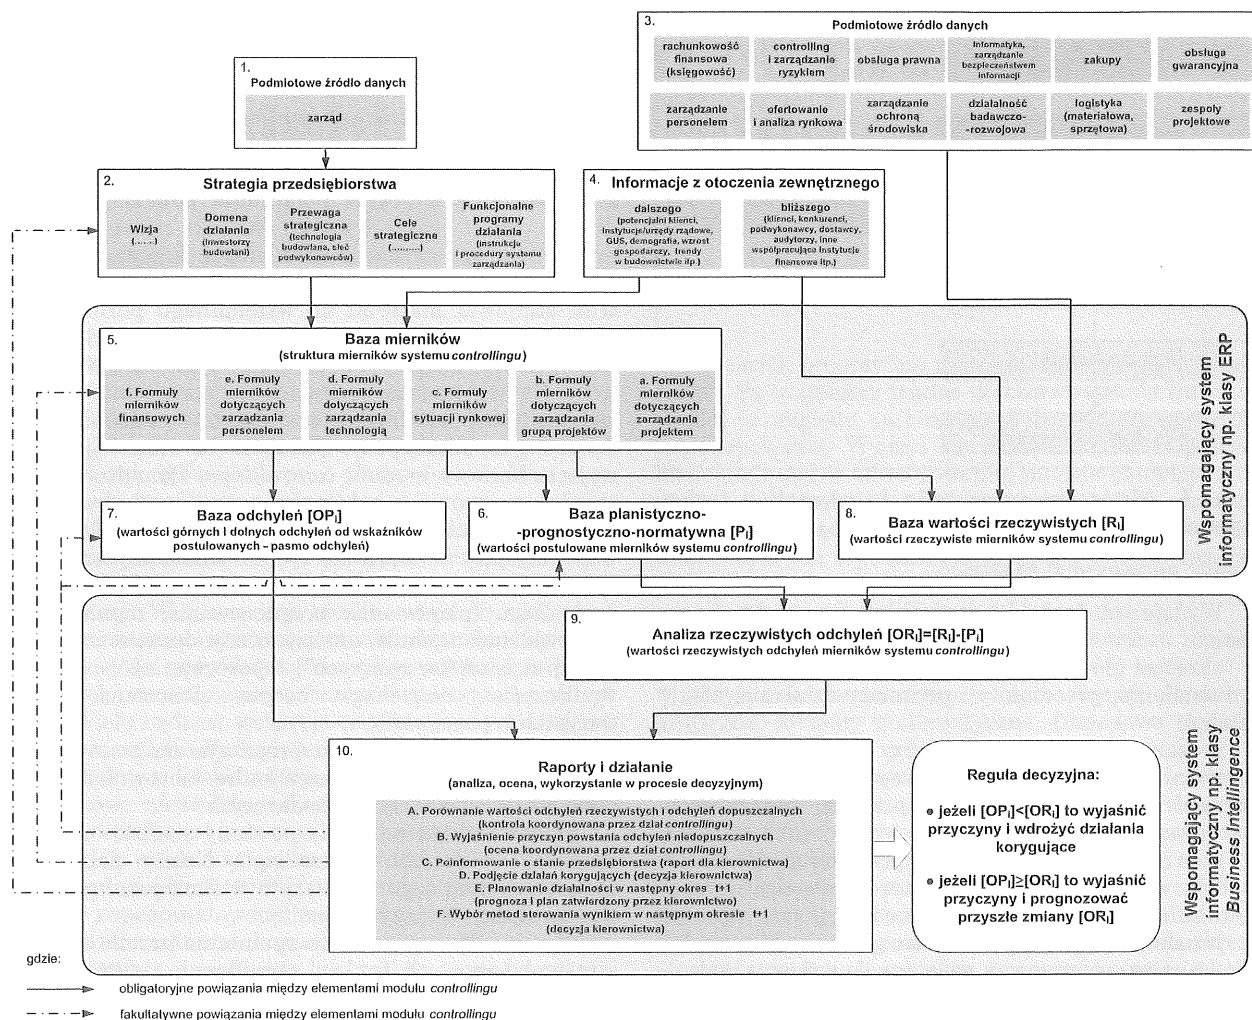 1.
Podmiotowe źródło danych
zarząd
3.
Podmiotowe źródło danych
rachunkowość
finansowa
(księgowość)
controlling
i zarządzanie
ryzykiem
obsługa prawna
Informatyka,
zarządzanie
bezpieczeństwem
informacji
zakupy
obsługa
gwarancyjna
zarządzanie
personelem
ofertowanie
i analiza rynkowa
zarządzanie
ochroną
środowiska
działalność
badawczo-
-rozwojowa
logistyka
(materiałowa,
sprzętowa)
zespoły
projektowe
2.
Strategia przedsiębiorstwa
Wizja
(.......)
Domena
działania
(inwestorzy
budowlani)
Przewaga
strategiczna
(technologia
budowlana, sieć
podwykonawców)
Cele
strategiczne
(..........)
Funkcjonalne
programy
działania
(instrukcje
i procedury systemu
zarządzania)
4.
Informacje z otoczenia zewnętrznego
dalszego
(potencjalni klienci,
instytucje/urzędy rządowe,
GUS, demografia, wzrost
gospodarczy, trendy
w budownictwie itp.)
bliższego
(klienci, konkurenci,
podwykonawcy, dostawcy,
audytorzy, inne
współpracujące instytucje
finansowe itp.)
5.
Baza mierników
(struktura mierników systemu controllingu)
f. Formuły
mierników
finansowych
e. Formuły
mierników
dotyczących
zarządzania
personelem
d. Formuły
mierników
dotyczących
zarządzania
technologią
c. Formuły
mierników
sytuacji rynkowej
b. Formuły
mierników
dotyczących
zarządzania
grupą projektów
a. Formuły
mierników
dotyczących
zarządzania
projektem
Wspomagający system
informatyczny np. klasy ERP
7.
Baza odchyleń [OPi]
(wartości górnych i dolnych odchyleń od wskaźników
postulowanych – pasmo odchyleń)
6.
Baza planistyczno-
-prognostyczno-normatywna [Pi]
(wartości postulowane mierników systemu controllingu)
8.
Baza wartości rzeczywistych [Ri]
(wartości rzeczywiste mierników systemu controllingu)
9.
Analiza rzeczywistych odchyleń [ORi]=[Ri]-[Pi]
(wartości rzeczywistych odchyleń mierników systemu controllingu)
10.
Raporty i działanie
(analiza, ocena, wykorzystanie w procesie decyzyjnym)
A. Porównanie wartości odchyleń rzeczywistych i odchyleń dopuszczalnych
(kontrola koordynowana przez dział controllingu)
B. Wyjaśnienie przyczyn powstania odchyleń niedopuszczalnych
(ocena koordynowana przez dział controllingu)
C. Poinformowanie o stanie przedsiębiorstwa (raport dla kierownictwa)
D. Podjęcie działań korygujących (decyzja kierownictwa)
E. Planowanie działalności w następny okres t+1
(prognoza i plan zatwierdzony przez kierownictwo)
F. Wybór metod sterowania wynikiem w następnym okresie t+1
(decyzja kierownictwa)
Reguła decyzyjna:
• jeżeli [OPi]<[ORi] to wyjaśnić
przyczyny i wdrożyć działania
korygujące
• jeżeli [OPi]≥[ORi] to wyjaśnić
przyczyny i prognozować
przyszłe zmiany [ORi]
Wspomagający system
informatyczny np. klasy
Business Intellingence
gdzie:
obligatoryjne powiązania między elementami modułu controllingu
fakultatywne powiązania między elementami modułu controllingu